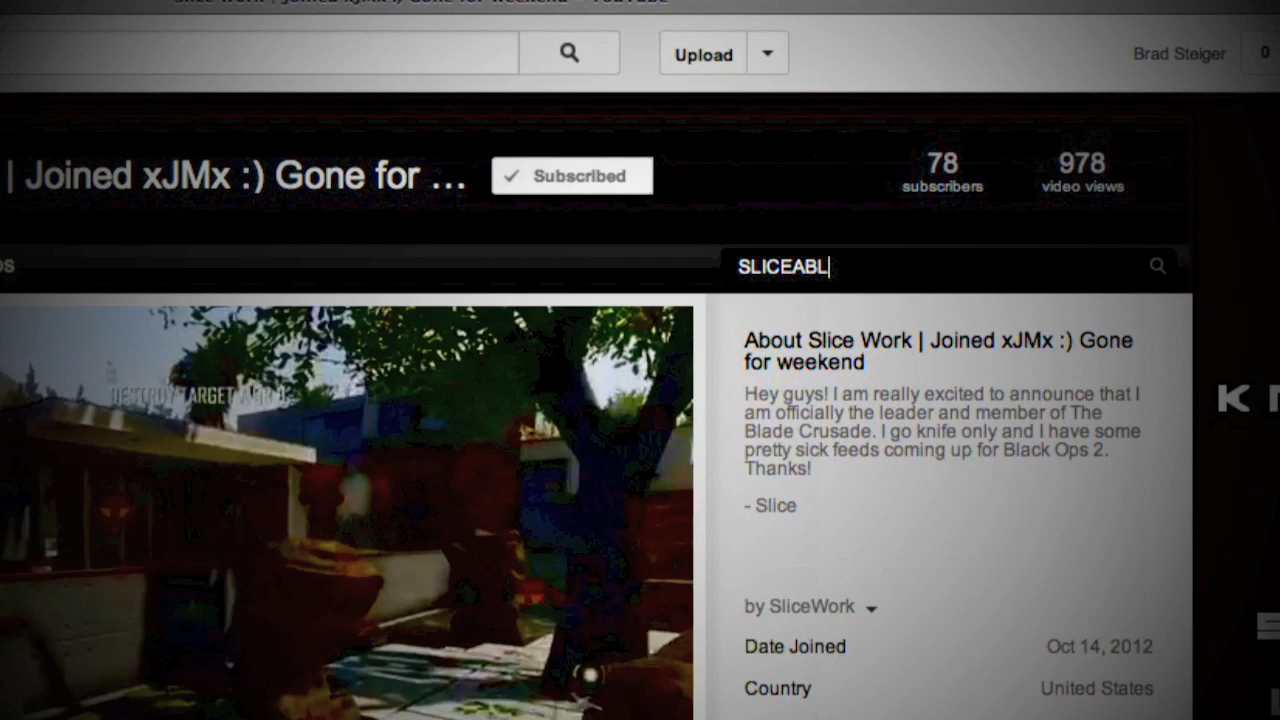 Upload
Brad Steiger
0
| Joined xJMx :) Gone for ...
Subscribed
78
subscribers
978
video views
SLICEABL
DESTROY TARGET
About Slice Work | Joined xJMx :) Gone
for weekend
Hey guys! I am really excited to announce that I
am officially the leader and member of The
Blade Crusade. I go knife only and I have some
pretty sick feeds coming up for Black Ops 2.
Thanks!
- Slice
by SliceWork
Date Joined
Oct 14, 2012
Country
United States